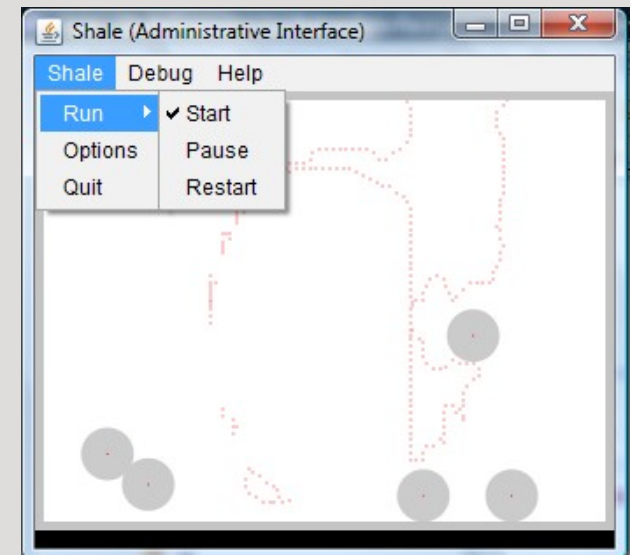 Shale (Administrative Interface)
Shale Debug Help
Run Start
Options Pause
Quit Restart